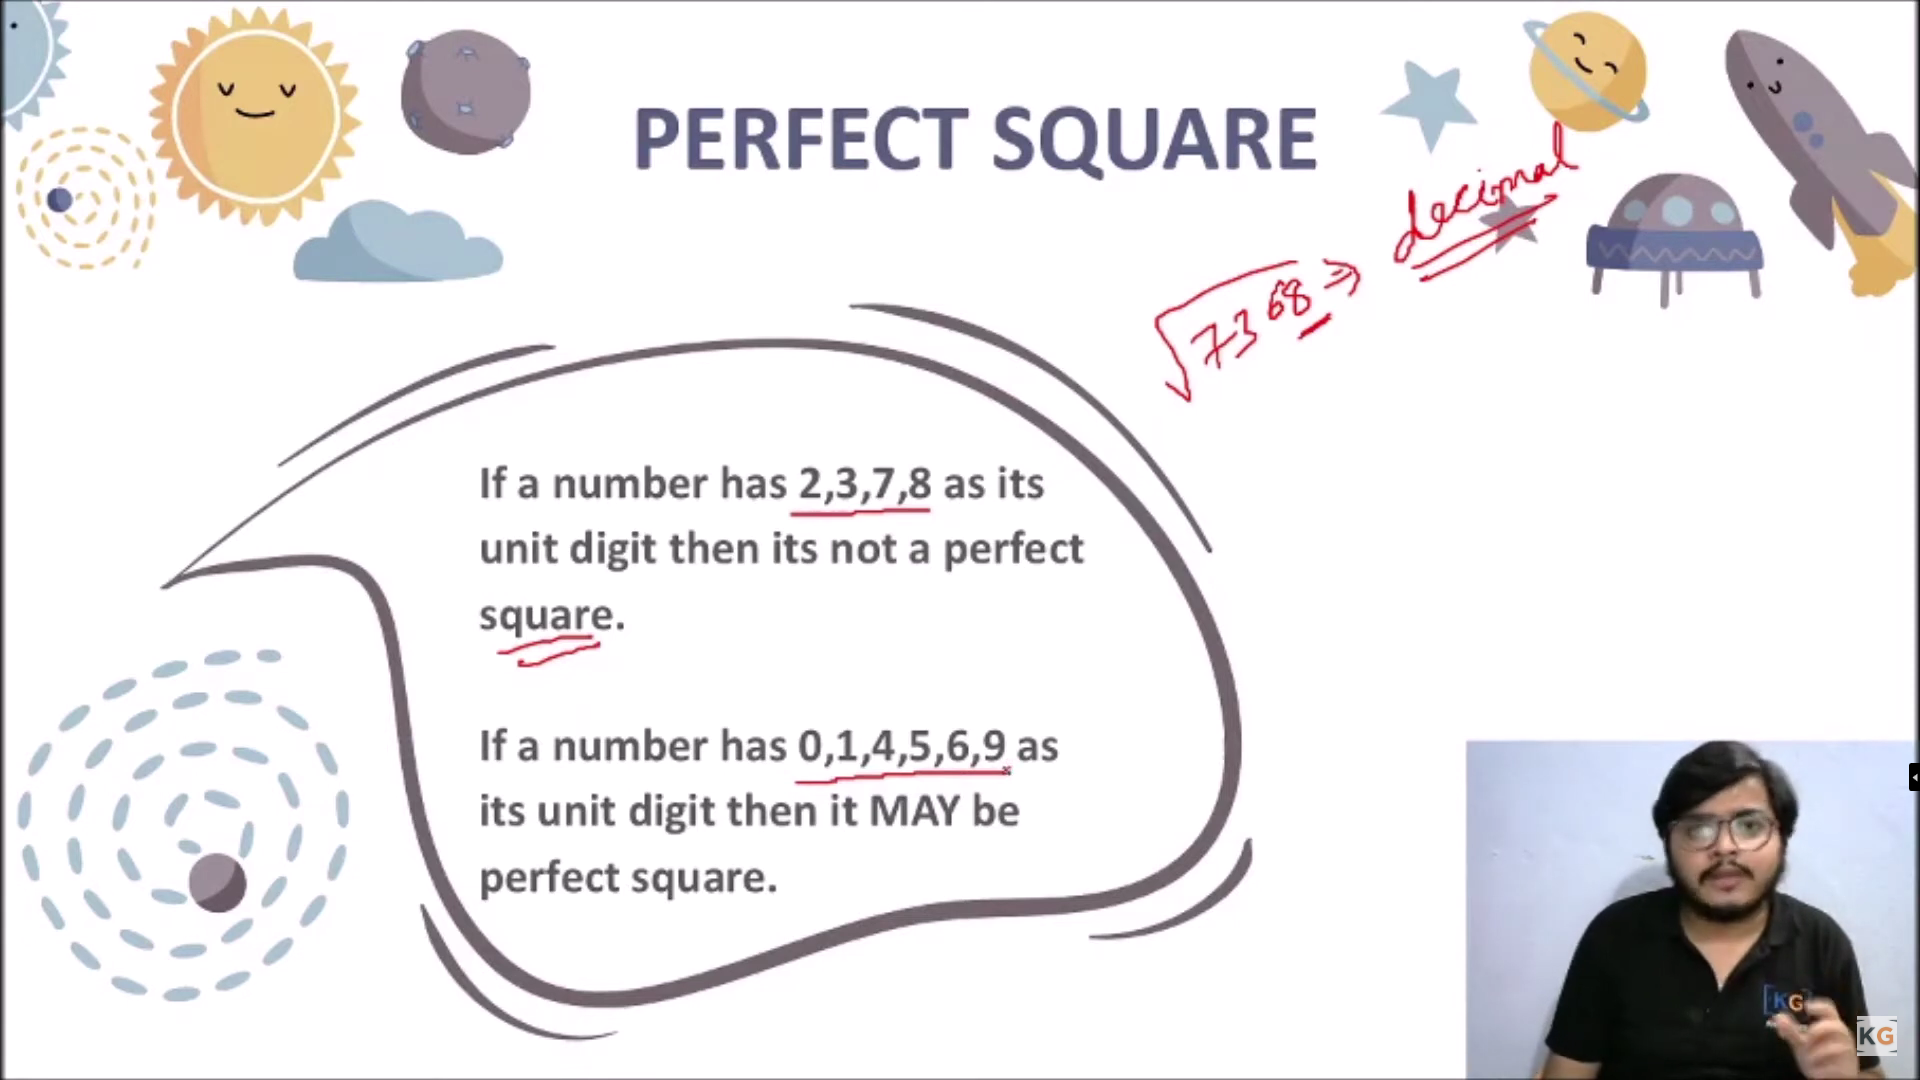 PERFECT SQUARE
decimal
√7368 ⇒
If a number has 2,3,7,8 as its
unit digit then its not a perfect
square.
If a number has 0,1,4,5,6,9 as
its unit digit then it MAY be
perfect square.
KG
KG